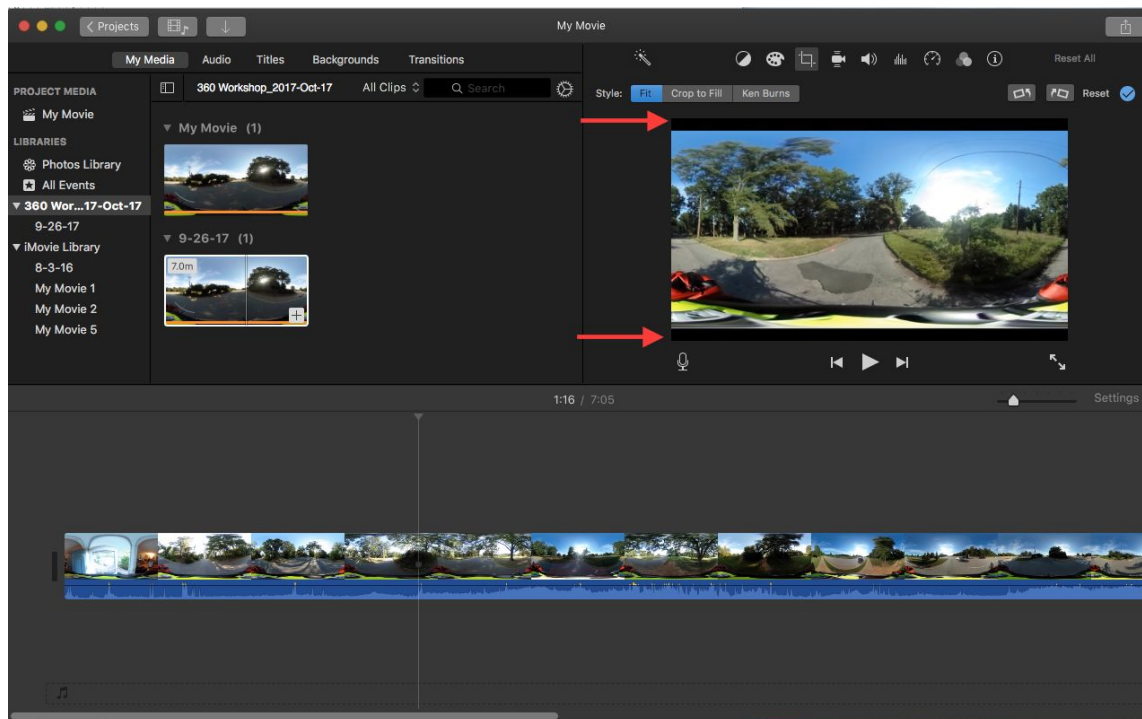 Projects
My Movie
My Media Audio Titles Backgrounds Transitions
Reset All
PROJECT MEDIA
My Movie
LIBRARIES
Photos Library
All Events
360 Wor...17-Oct-17
9-26-17
iMovie Library
8-3-16
My Movie 1
My Movie 2
My Movie 5
360 Workshop_2017-Oct-17 All Clips Search
My Movie (1)
9-26-17 (1)
7.0m
Style: Fit Crop to Fill Ken Burns Reset
1:16 / 7:05
Settings